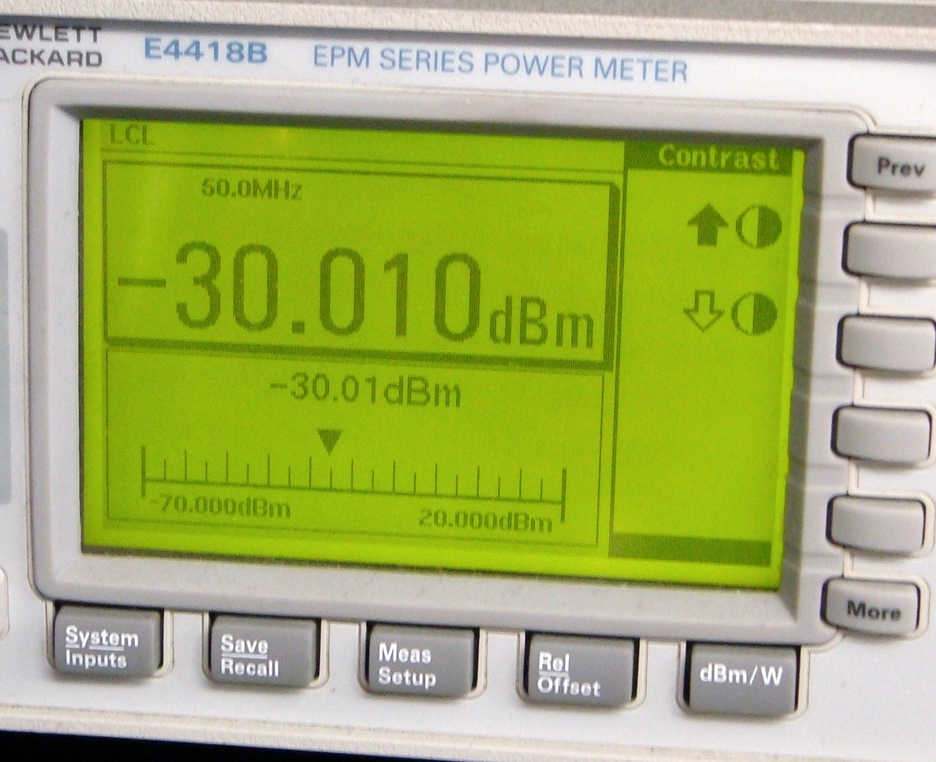 EWLETT
ACKARD
E4418B EPM SERIES POWER METER
LCL
Contrast
Prev
50.0MHz
-30.010dBm
-30.01dBm
-70.000dBm
20.000dBm
More
System
Inputs
Save
Recall
Meas
Setup
Rel
Offset
dBm/W